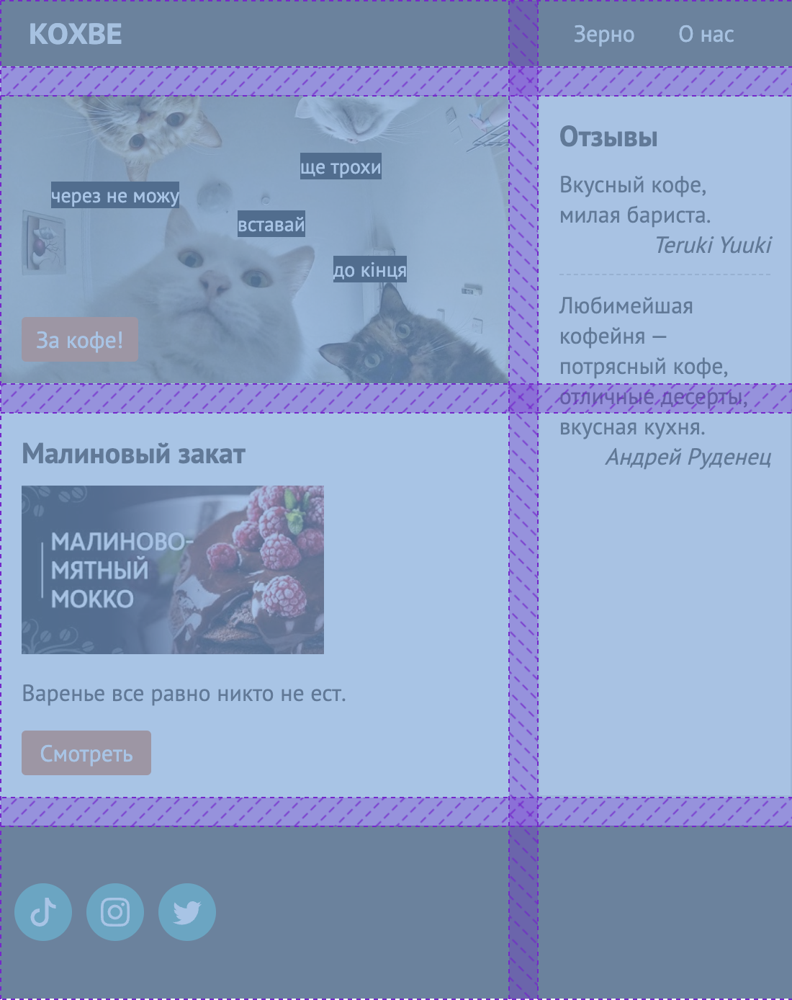 КОХВЕ
Зерно
О нас
ще трохи
через не можу
вставай
до кінця
За кофе!
Отзывы
Вкусный кофе,
милая бариста.
Teruki Yuuki
Любимейшая
кофейня —
потрясный кофе,
отличные десерты,
вкусная кухня.
Андрей Руденец
Малиновый закат
МАЛИНОВО-
МЯТНЫЙ
МОККО
Варенье все равно никто не ест.
Смотреть